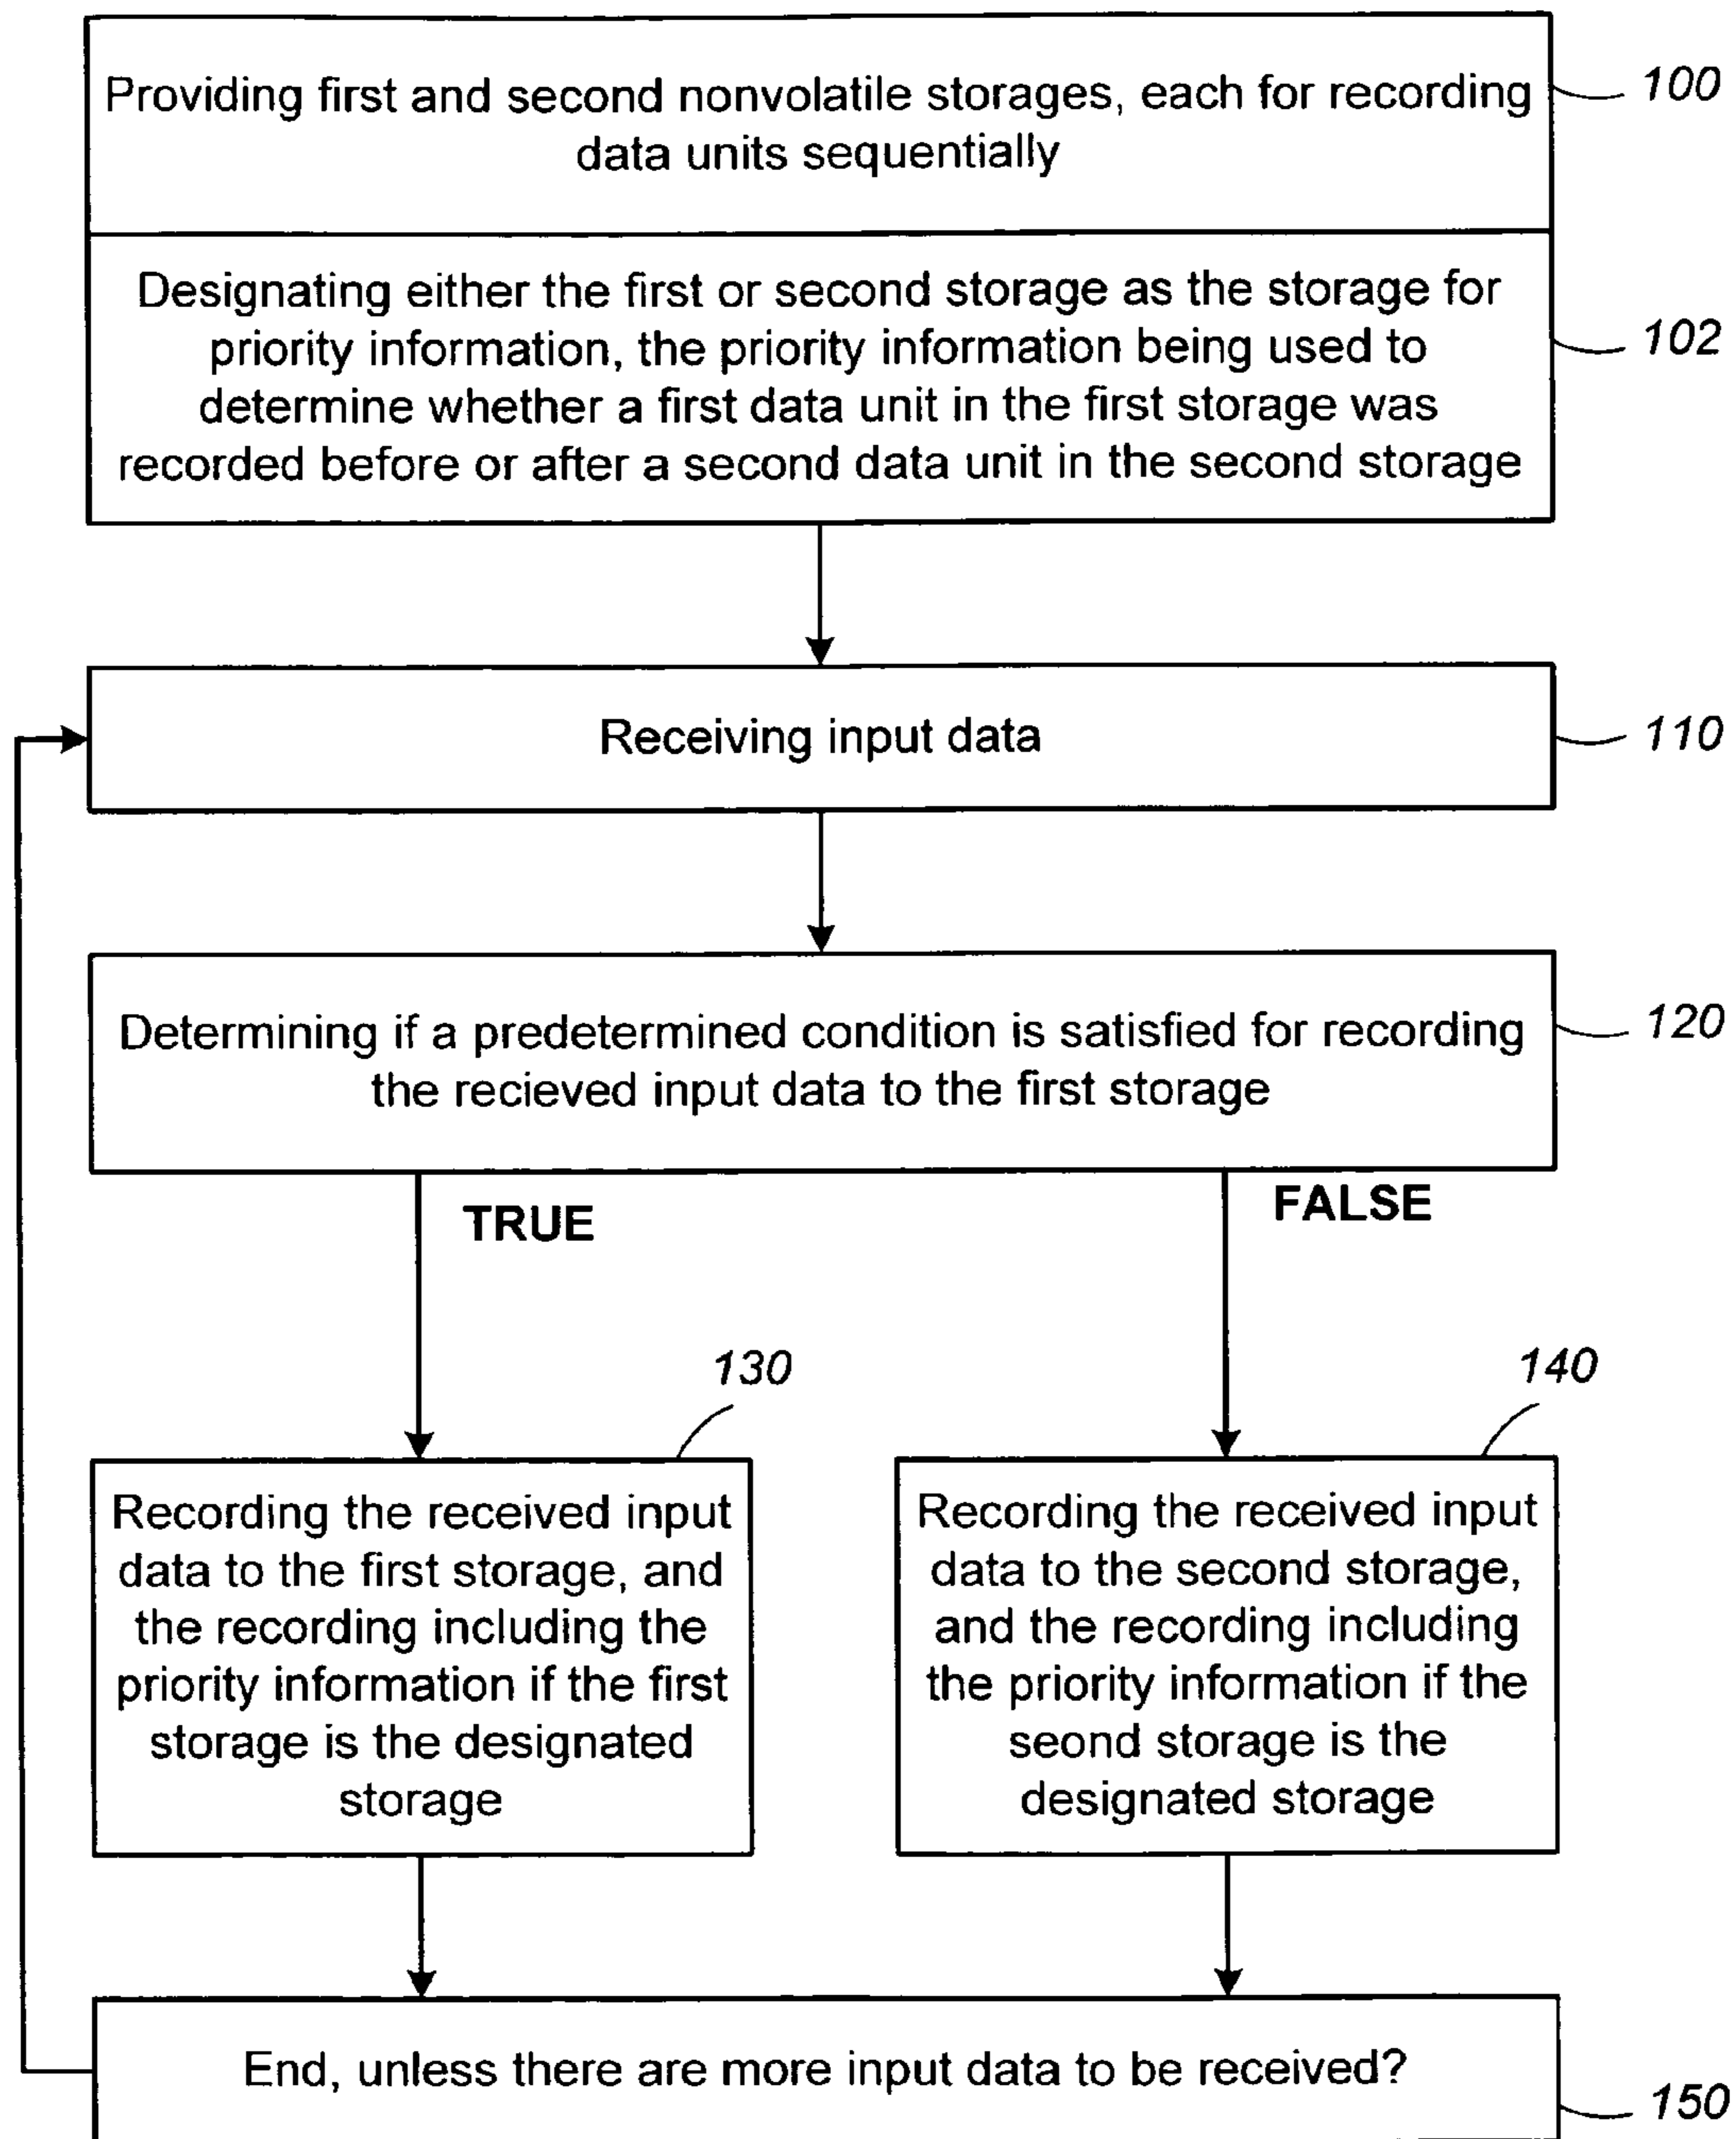 Providing first and second nonvolatile storages, each for recording
data units sequentially
100
Designating either the first or second storage as the storage for
priority information, the priority information being used to
determine whether a first data unit in the first storage was
recorded before or after a second data unit in the second storage
102
Receiving input data
110
Determining if a predetermined condition is satisfied for recording
the recieved input data to the first storage
120
TRUE
FALSE
130
Recording the received input
data to the first storage, and
the recording including the
priority information if the first
storage is the designated
storage
140
Recording the received input
data to the second storage,
and the recording including
the priority information if the
seond storage is the
designated storage
End, unless there are more input data to be received?
150